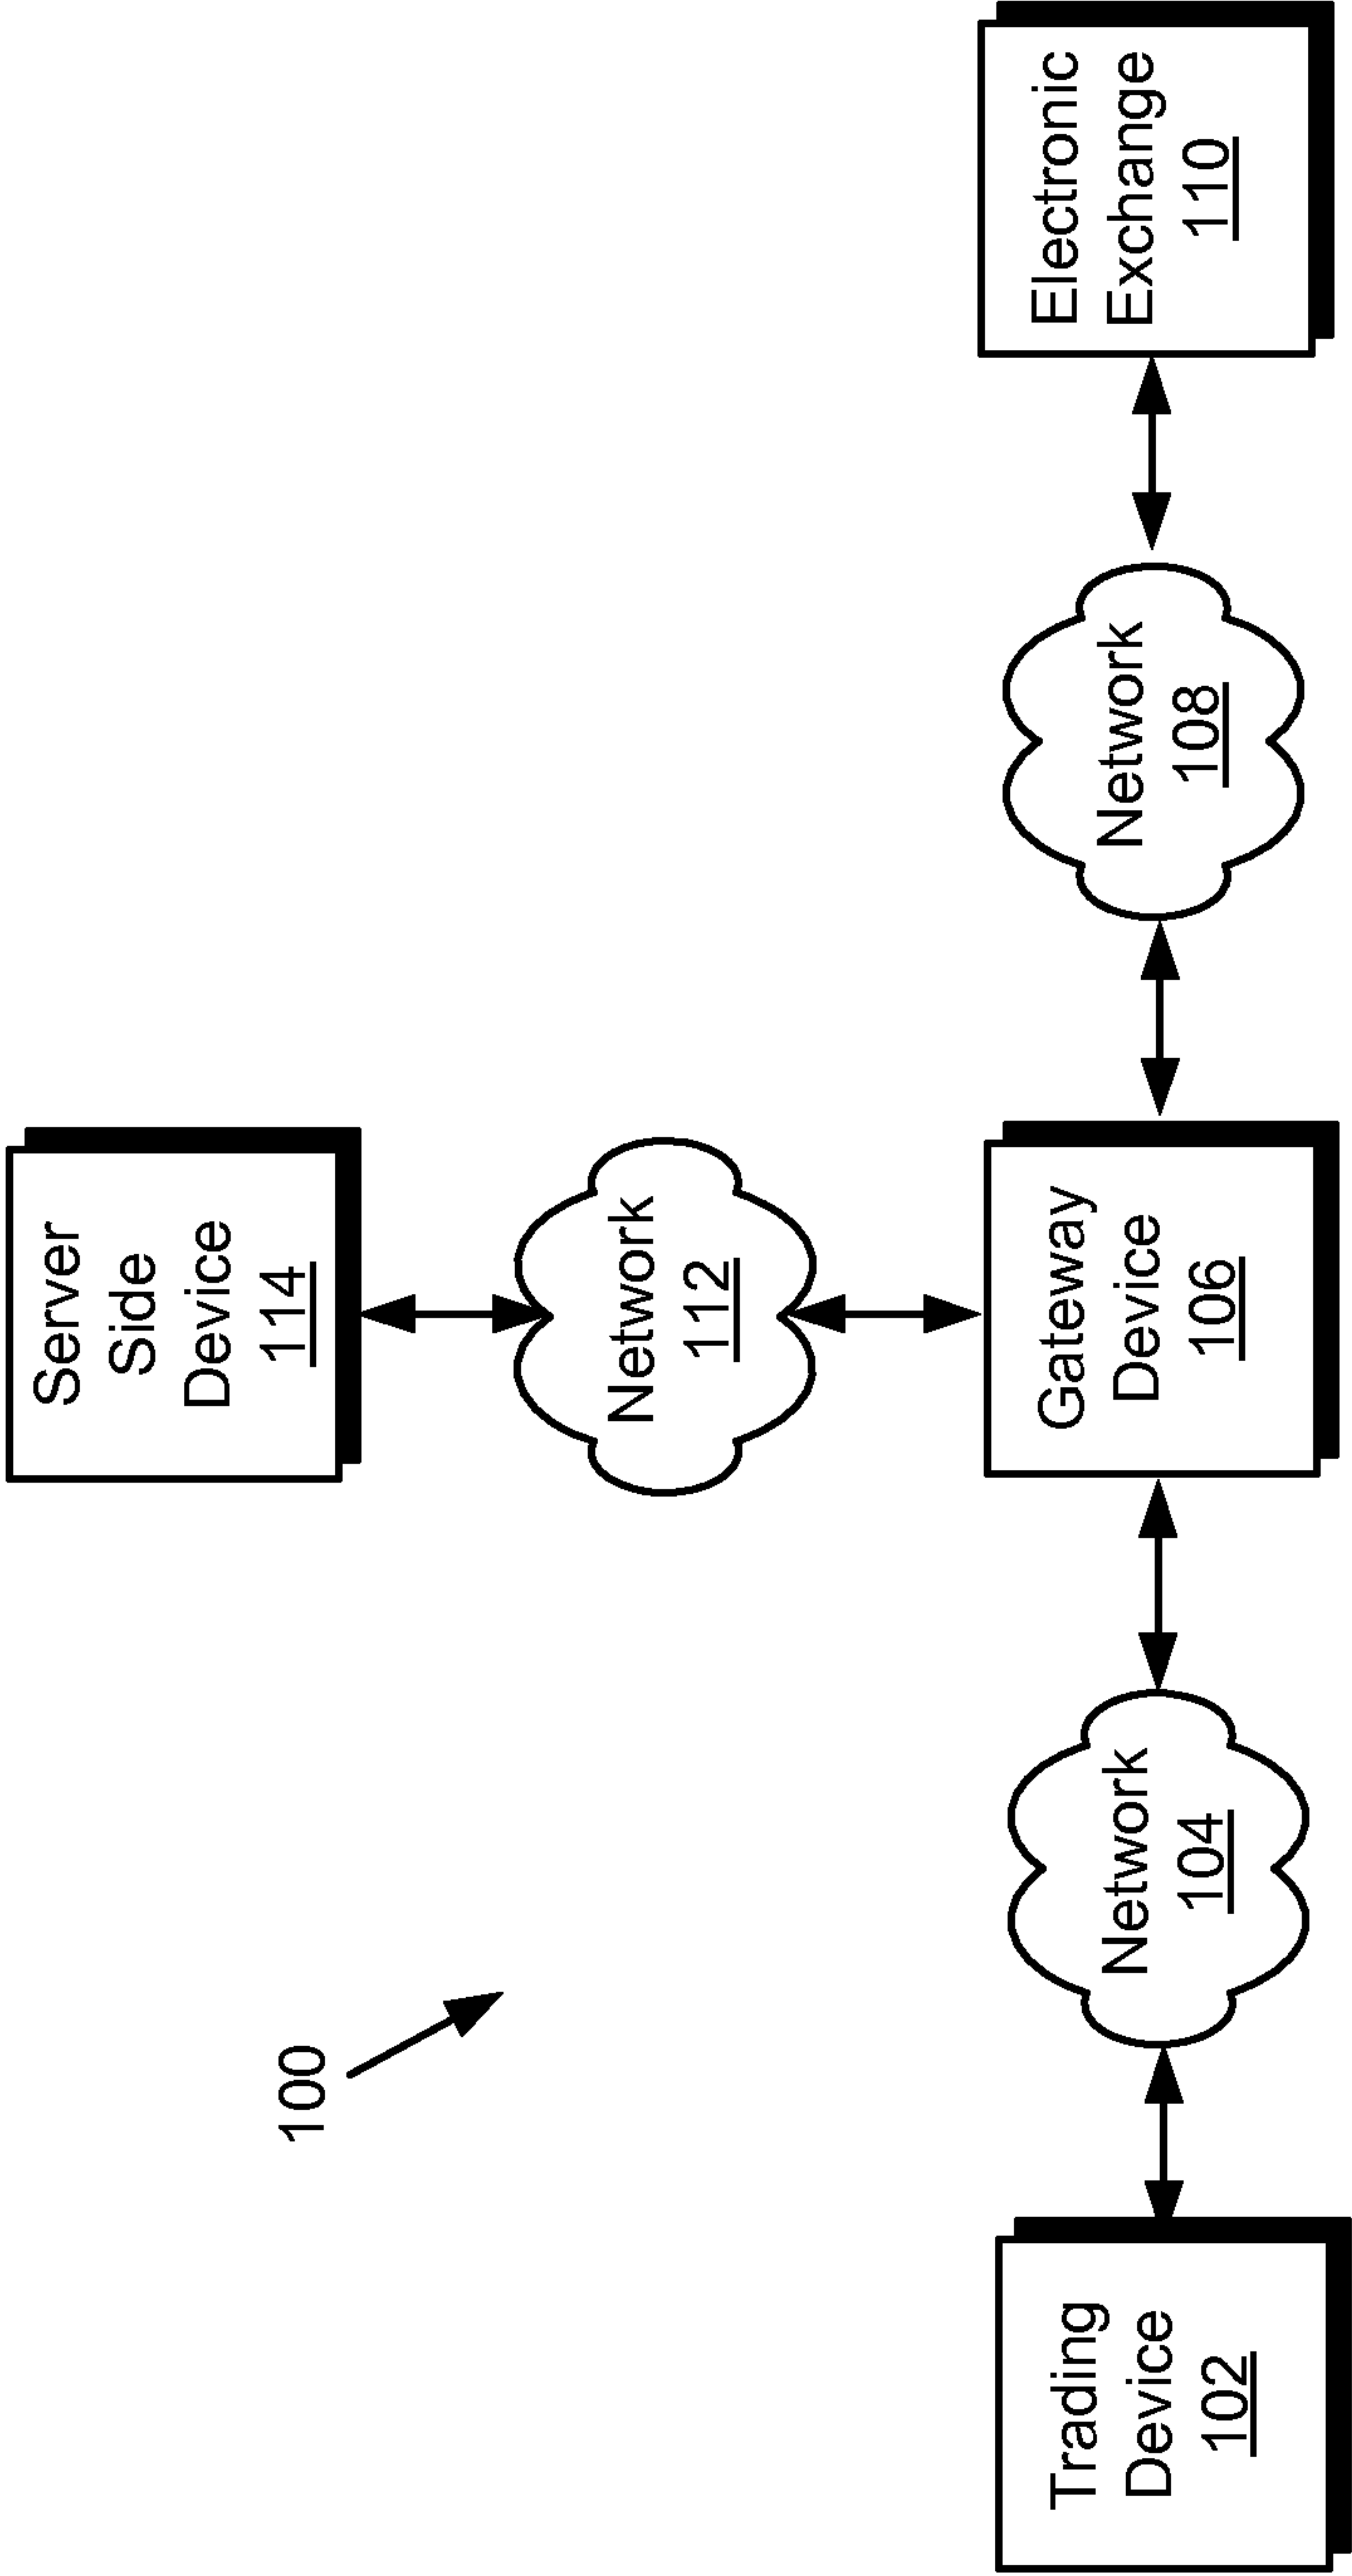 Server
Side
Device
114
100
Network
112
Trading
Device
102
Network
104
Gateway
Device
106
Network
108
Electronic
Exchange
110